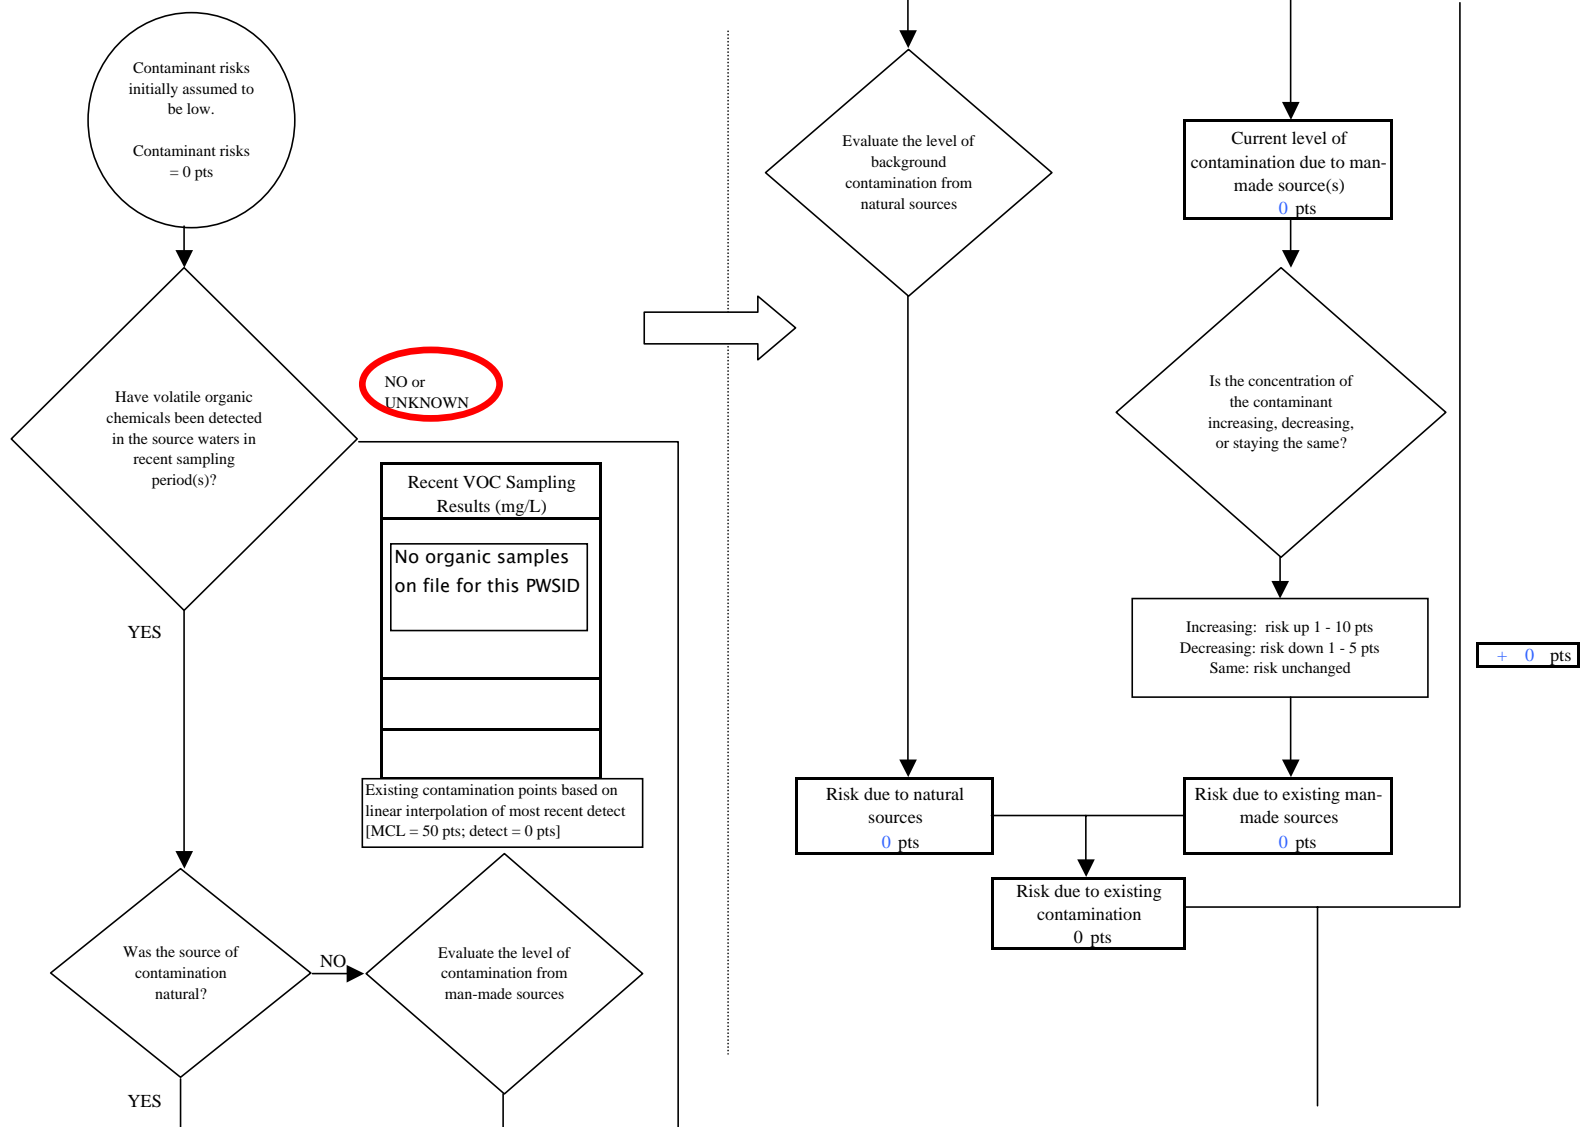 Contaminant risks
initially assumed to
be low.
Contaminant risks
= 0 pts
Have volatile organic
chemicals been detected
in the source waters in
recent sampling
period(s)?
NO or
UNKNOWN
Recent VOC Sampling
Results (mg/L)
No organic samples
on file for this PWSID
YES
Existing contamination points based on
linear interpolation of most recent detect
[MCL = 50 pts; detect = 0 pts]
Was the source of
contamination
natural?
NO
Evaluate the level of
contamination from
man-made sources
YES
Evaluate the level of
background
contamination from
natural sources
Current level of
contamination due to man-
made source(s)
0 pts
Is the concentration of
the contaminant
increasing, decreasing,
or staying the same?
Increasing: risk up 1 - 10 pts
Decreasing: risk down 1 - 5 pts
Same: risk unchanged
+ 0 pts
Risk due to natural
sources
0 pts
Risk due to existing man-
made sources
0 pts
Risk due to existing
contamination
0 pts